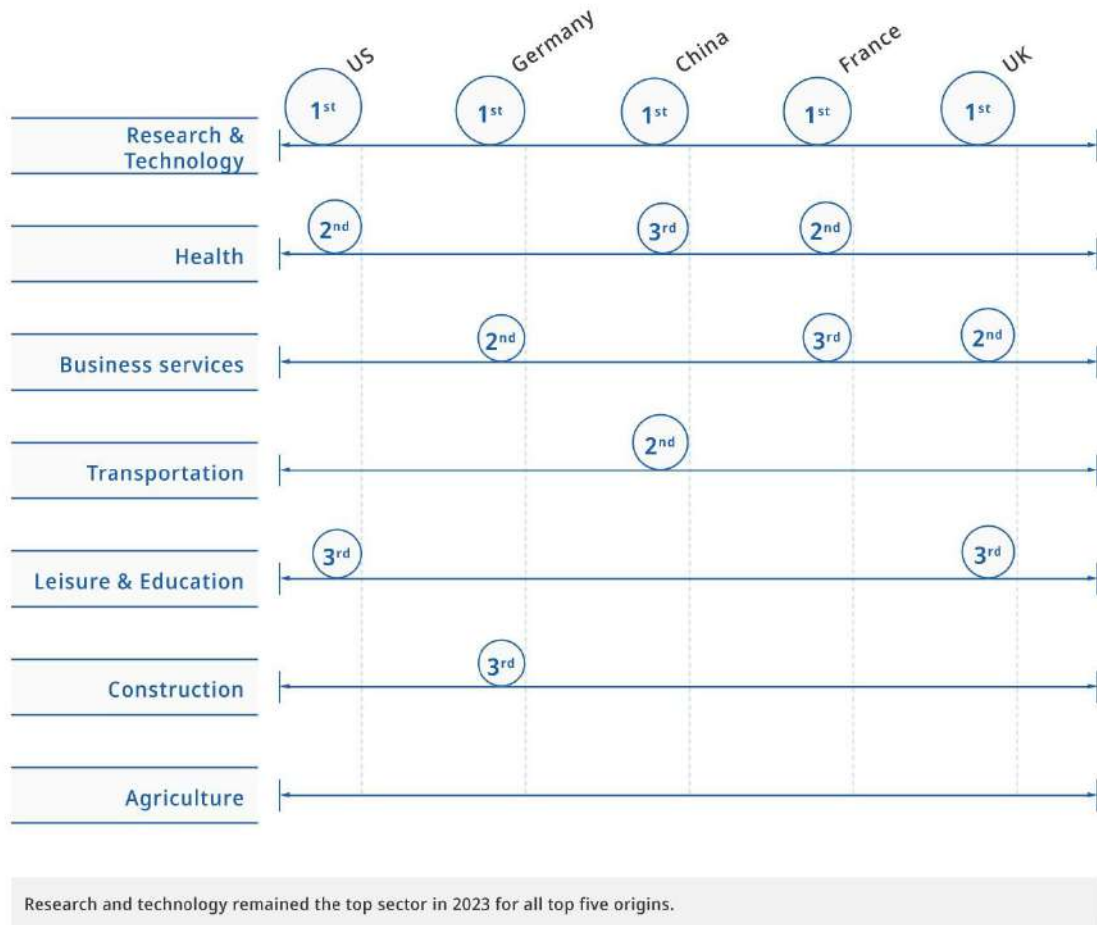 US Germany China France UK
1st 1st 1st 1st 1st
Research &
Technology
2nd 3rd 2nd
Health
2nd 3rd 2nd
Business services
2nd
Transportation
3rd 3rd
Leisure & Education
3rd
Construction
Agriculture
Research and technology remained the top sector in 2023 for all top five origins.